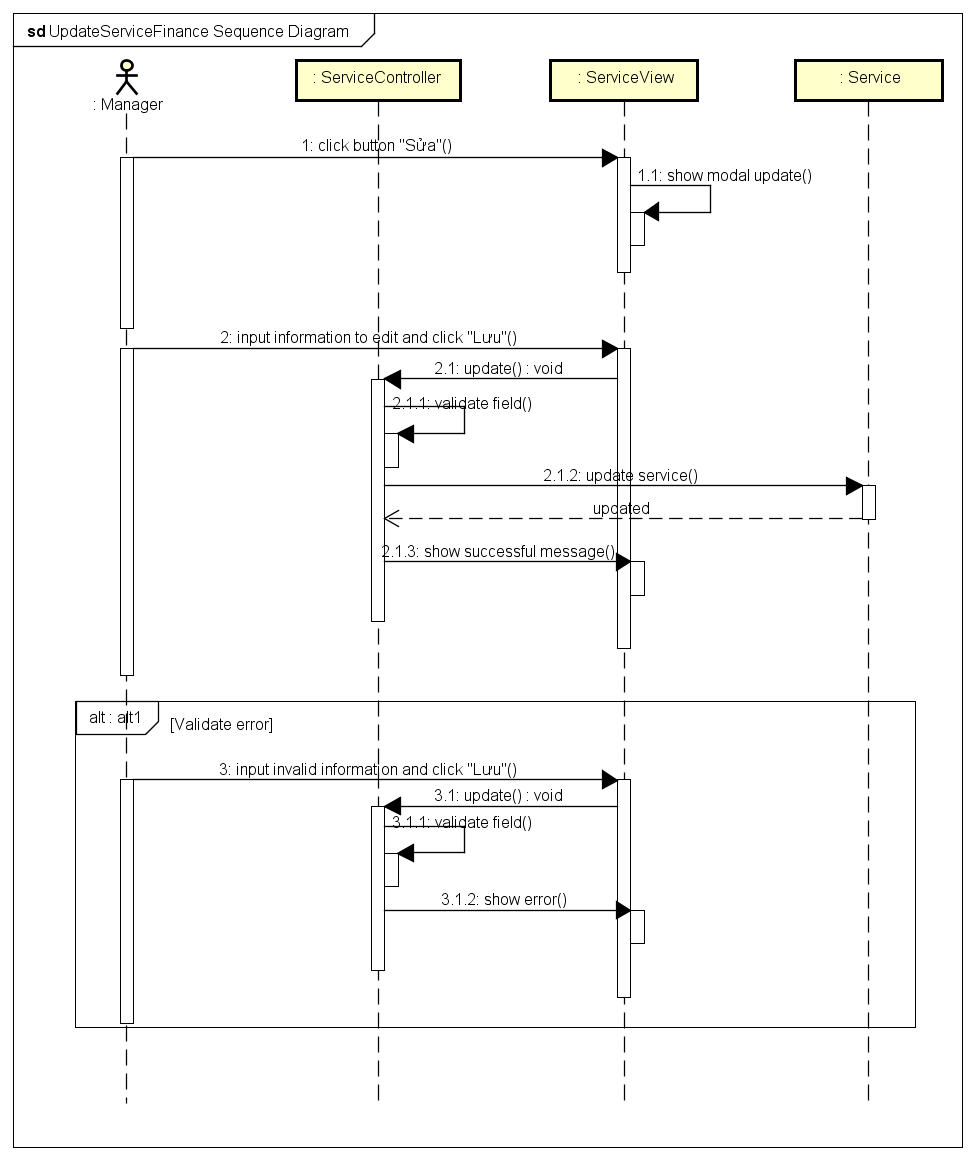 sd UpdateServiceFinance Sequence Diagram
: Manager
: ServiceController
: ServiceView
: Service
1: click button "Sửa"()
1.1: show modal update()
2: input information to edit and click "Lưu"()
2.1: update() : void
2.1.1: validate field()
2.1.2: update service()
updated
2.1.3: show successful message()
alt : alt1
[Validate error]
3: input invalid information and click "Lưu"()
3.1: update() : void
3.1.1: validate field()
3.1.2: show error()